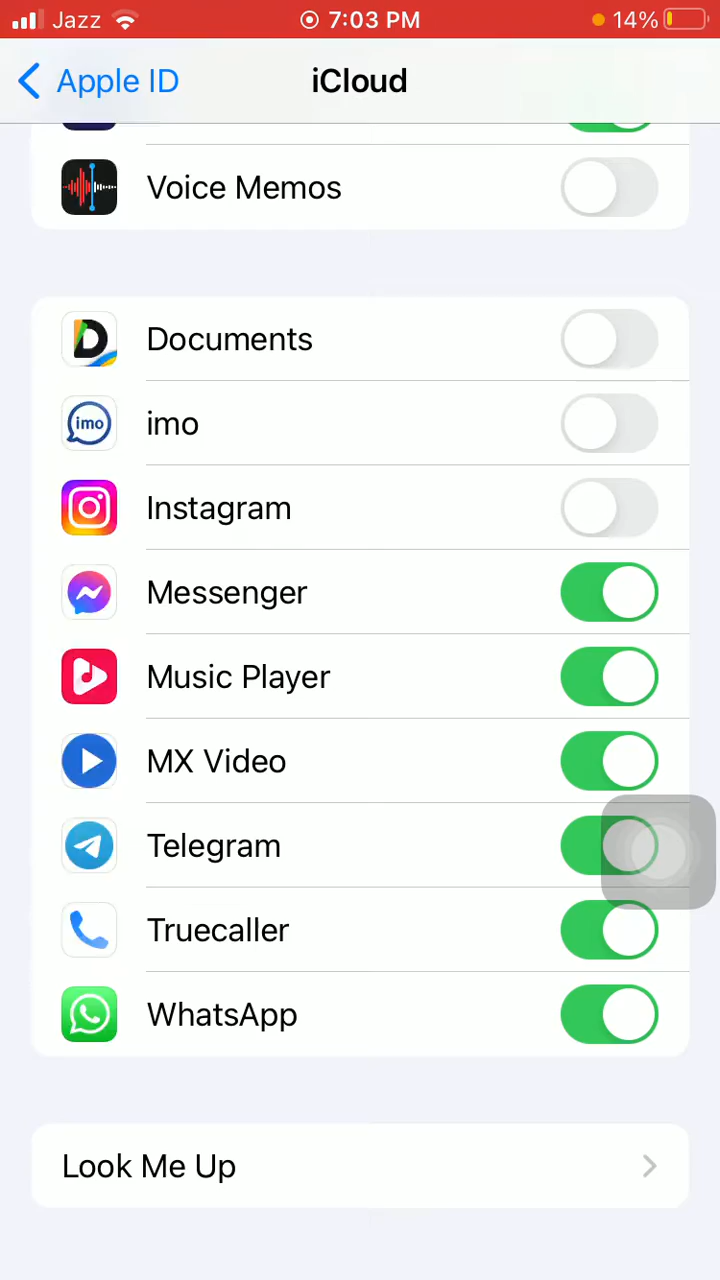 Jazz 7:03 PM 14%
Apple ID iCloud
Voice Memos
Documents
imo imo
Instagram
Messenger
Music Player
MX Video
Telegram
Truecaller
WhatsApp
Look Me Up